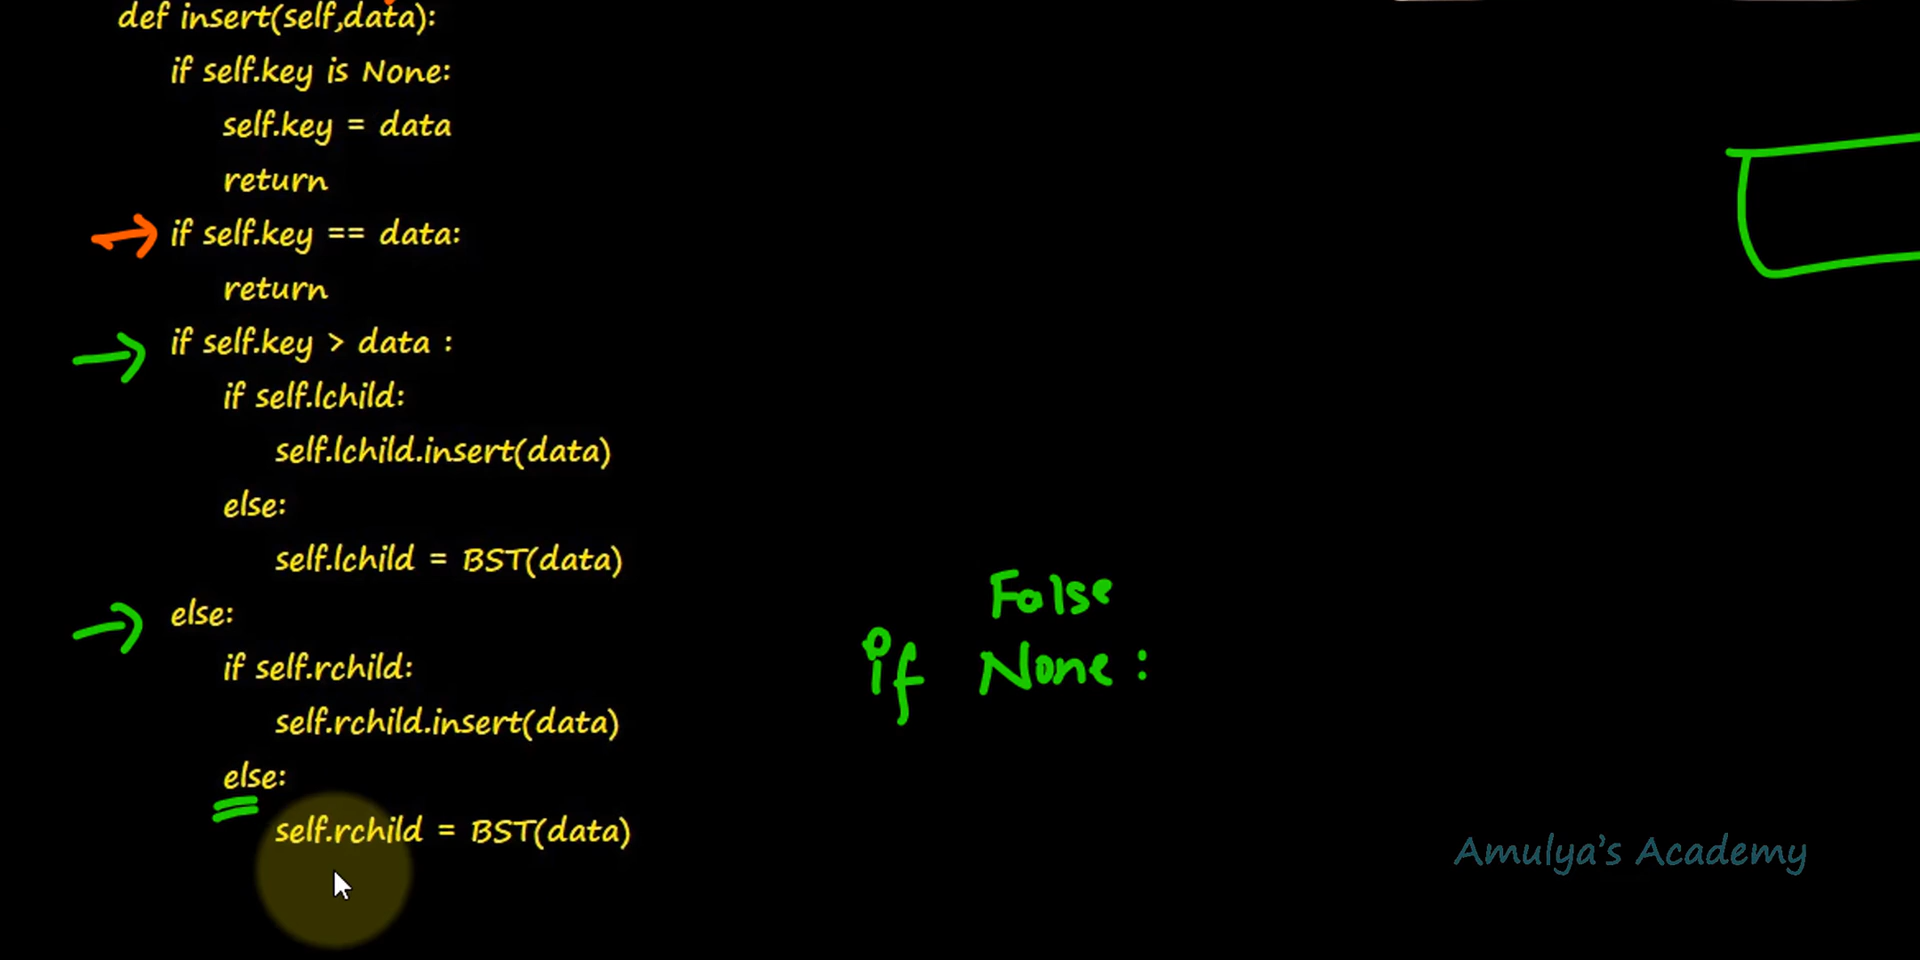 def insert(self,data):
if self.key is None:
self.key = data
return
if self.key == data:
return
if self.key > data :
if self.lchild:
self.lchild.insert(data)
else:
self.lchild = BST(data)
else:
if self.rchild:
self.rchild.insert(data)
else:
self.rchild = BST(data)
False
if None :
Amulya's Academy